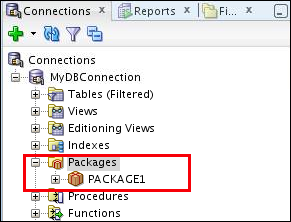 Connections
Reports
Fi...
Connections
MyDBConnection
Tables (Filtered)
Views
Editioning Views
Indexes
Packages
PACKAGE1
Procedures
Functions